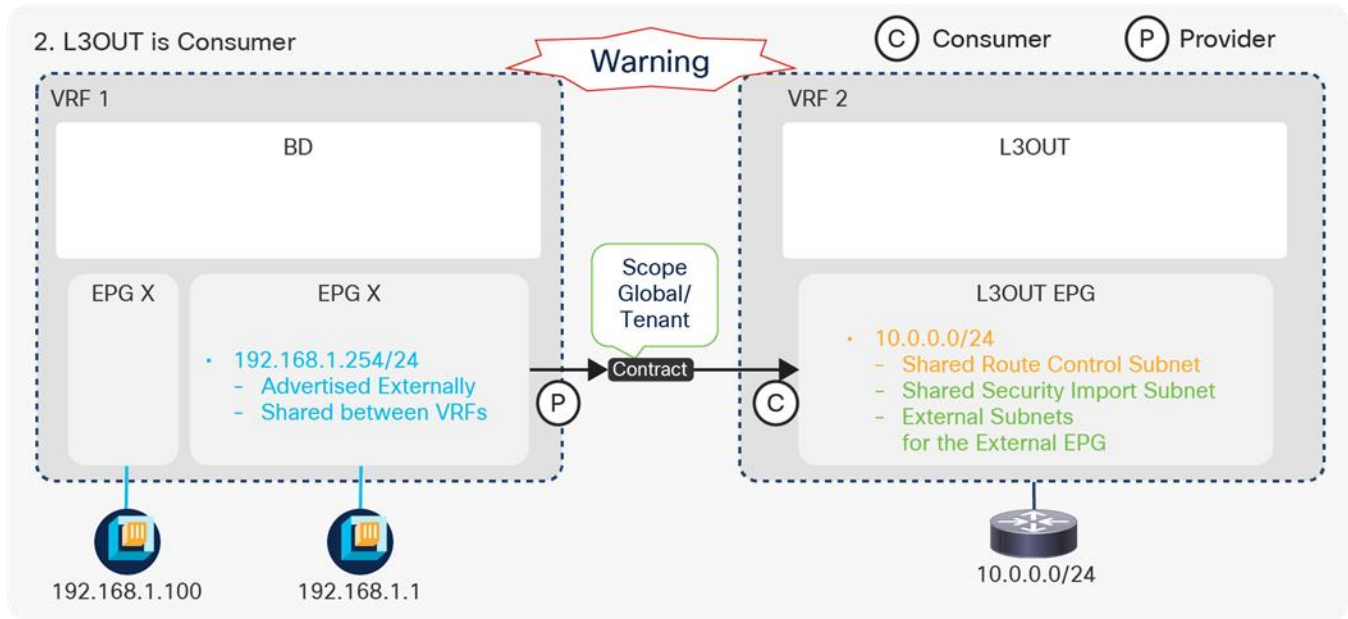 2. L3OUT is Consumer
Warning
C Consumer
P Provider
VRF 1
BD
EPG X
EPG X
• 192.168.1.254/24
– Advertised Externally
– Shared between VRFs
P
Scope
Global/
Tenant
Contract
C
VRF 2
L3OUT
L3OUT EPG
• 10.0.0.0/24
– Shared Route Control Subnet
– Shared Security Import Subnet
– External Subnets
for the External EPG
192.168.1.100
192.168.1.1
10.0.0.0/24